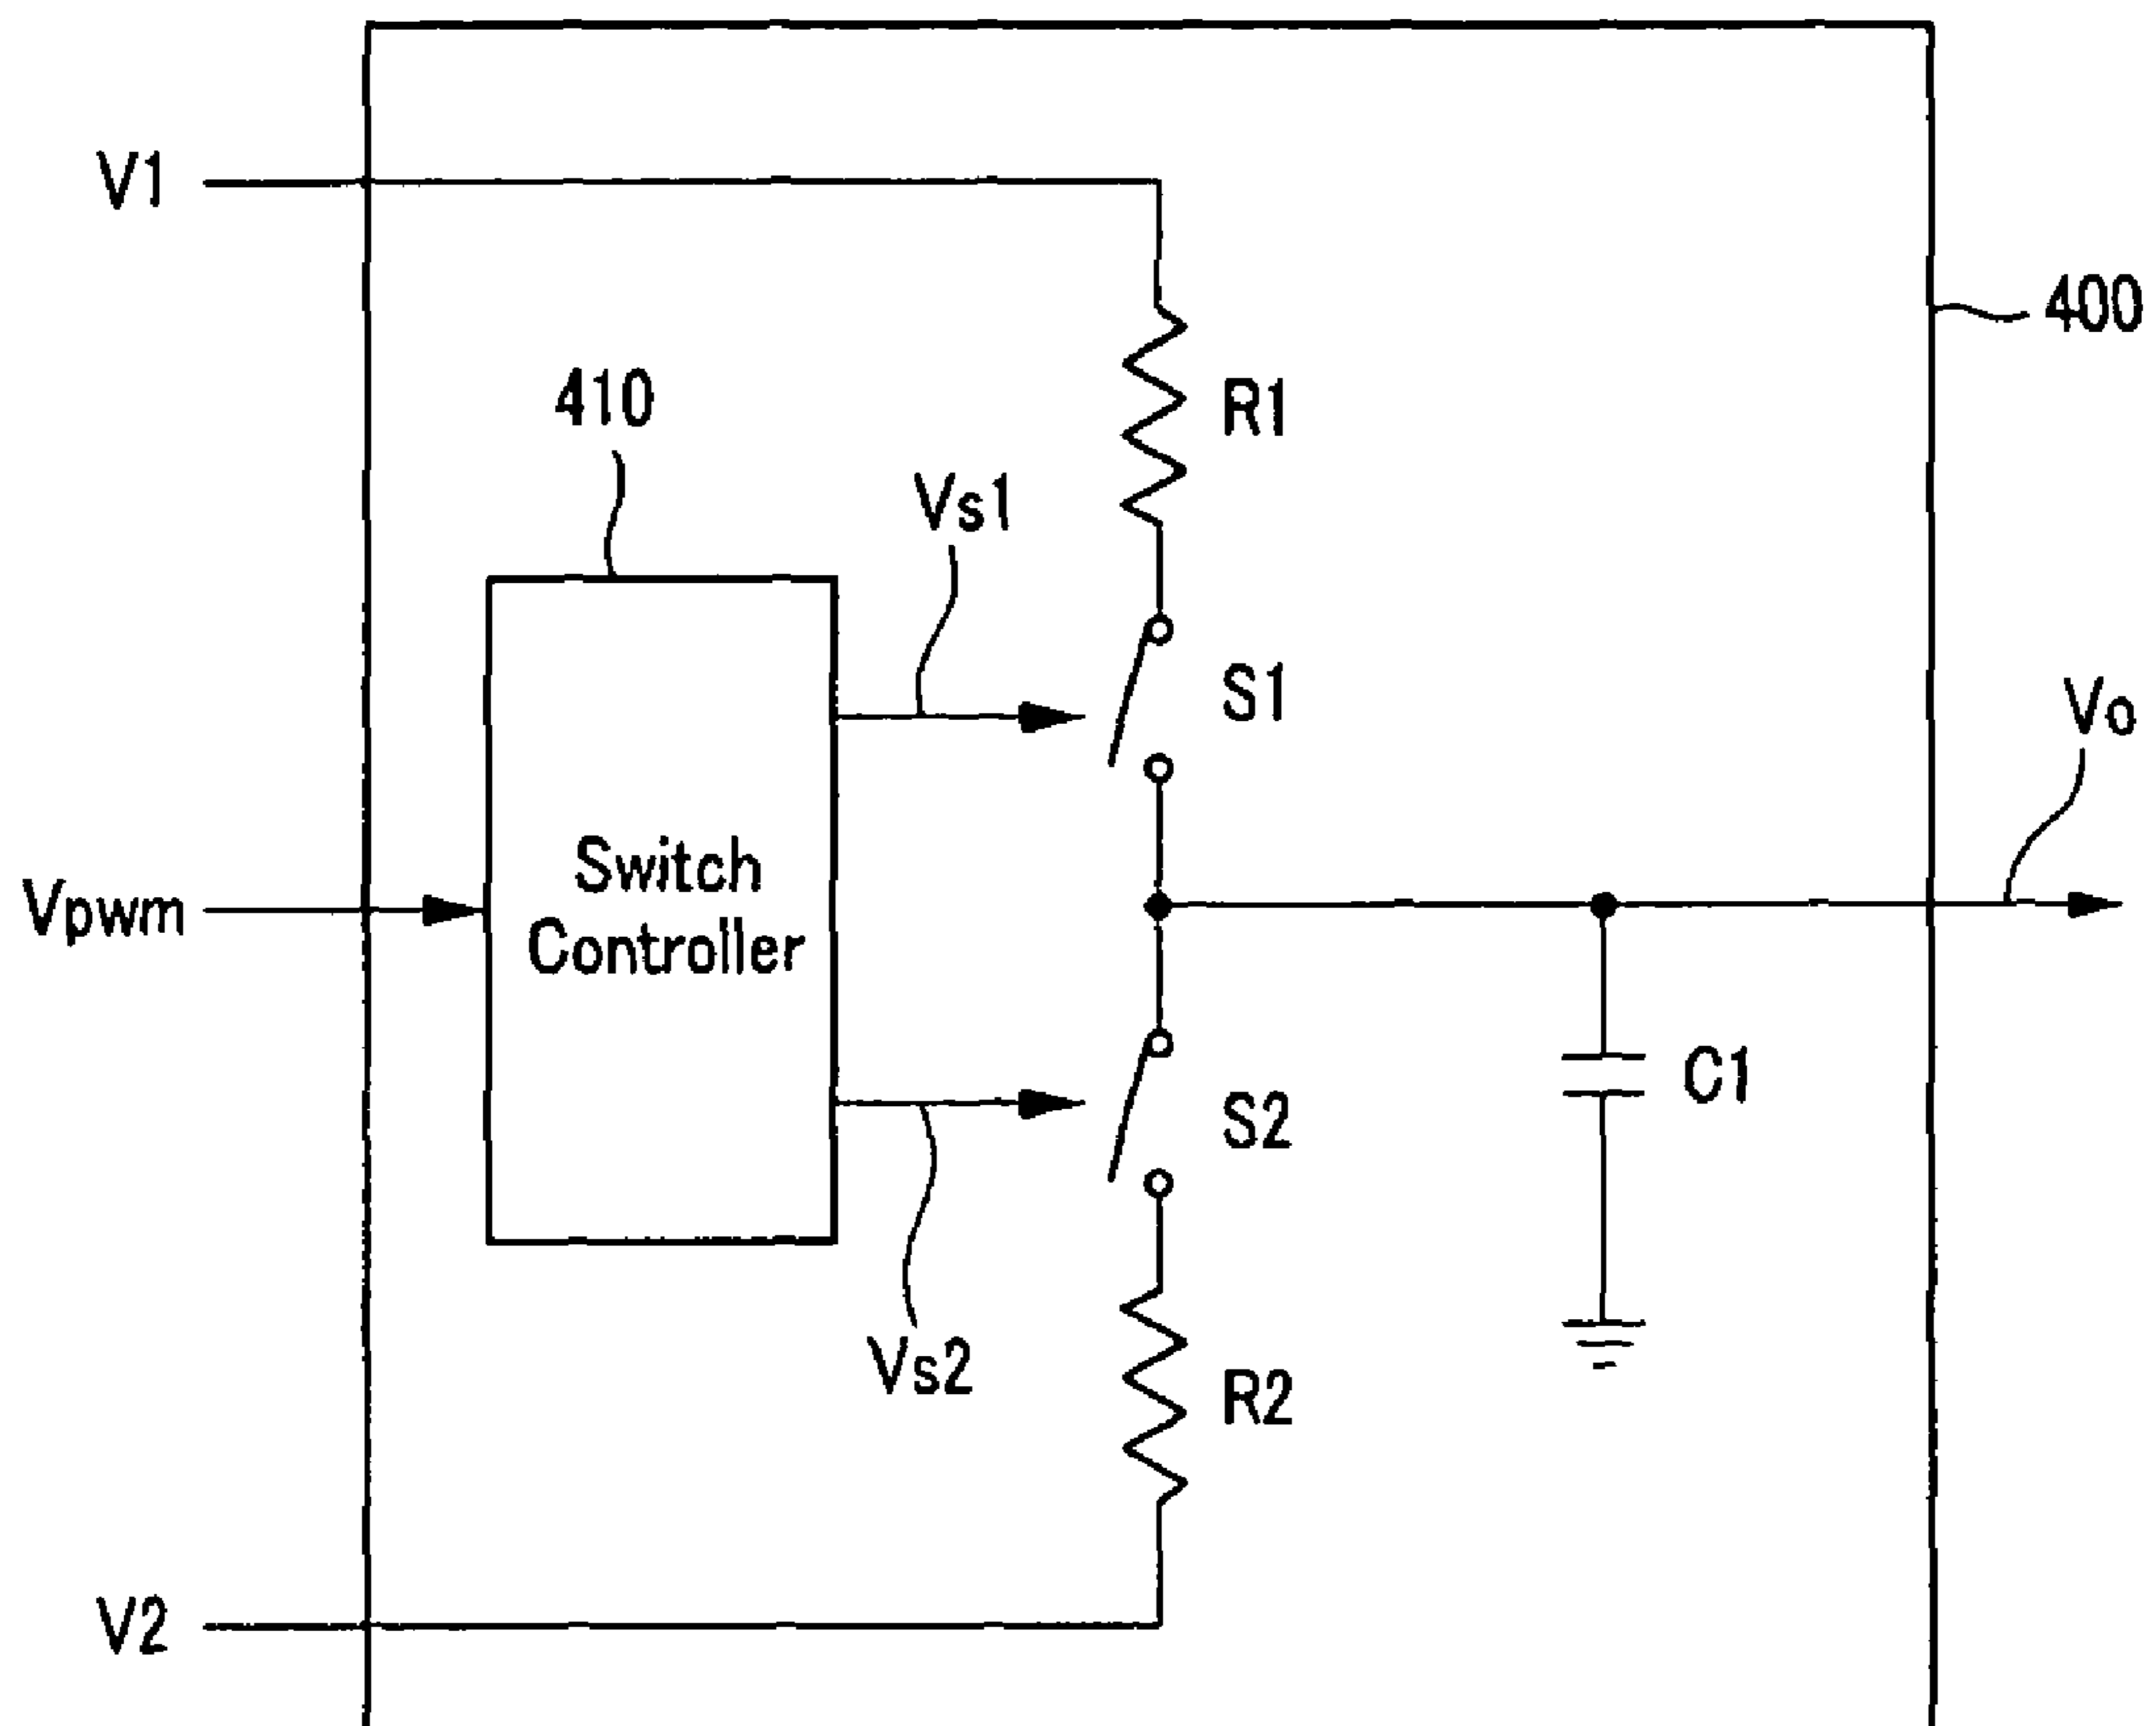 V1
400
410
R1
Vs1
S1
Vo
Vpwm
Switch
Controller
C1
S2
Vs2
R2
V2